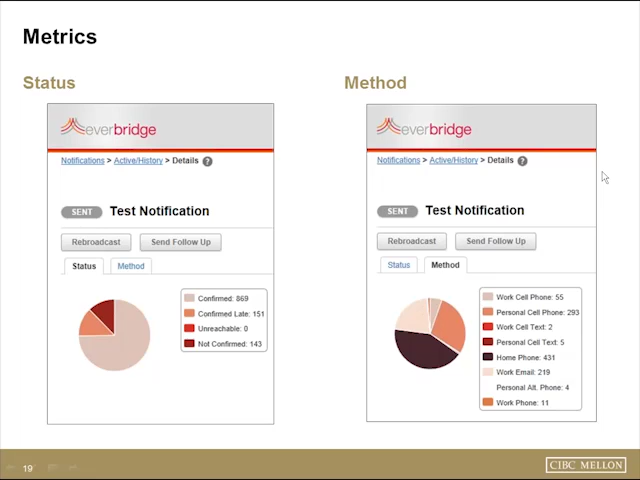 Metrics
Status
everbridge
Notifications > Active/History > Details ?
SENT Test Notification
Rebroadcast Send Follow Up
Status Method
Confirmed: 869
Confirmed Late: 151
Unreachable: 0
Not Confirmed: 143
Method
everbridge
Notifications > Active/History > Details ?
SENT Test Notification
Rebroadcast Send Follow Up
Status Method
Work Cell Phone: 55
Personal Cell Phone: 293
Work Cell Text: 2
Personal Cell Text: 5
Home Phone: 431
Work Email: 219
Personal Alt. Phone: 4
Work Phone: 11
19
CIBC MELLON